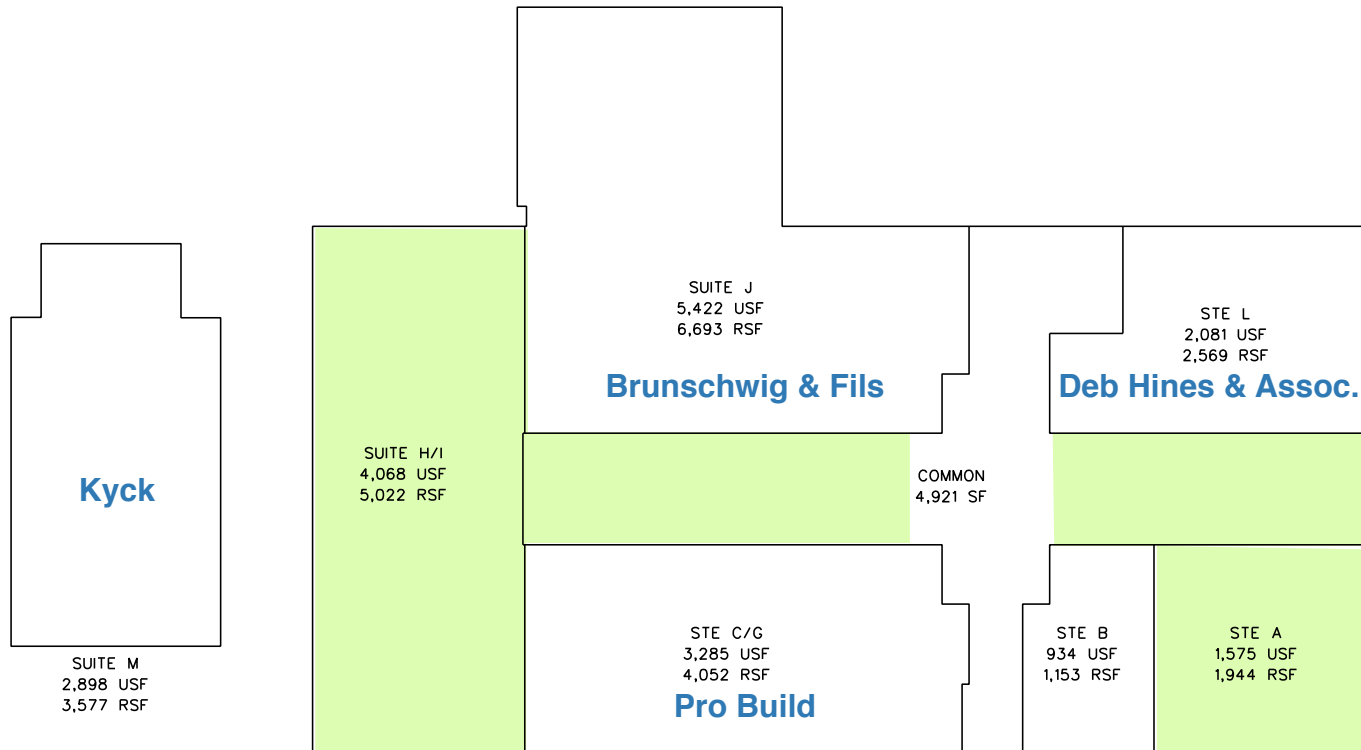 SUITE J
5,422 USF
6,693 RSF
Brunschwig & Fils
STE L
2,081 USF
2,569 RSF
Deb Hines & Assoc.
Kyck
SUITE M
2,898 USF
3,577 RSF
SUITE H/I
4,068 USF
5,022 RSF
COMMON
4,921 SF
STE C/G
3,285 USF
4,052 RSF
Pro Build
STE B
934 USF
1,153 RSF
STE A
1,575 USF
1,944 RSF